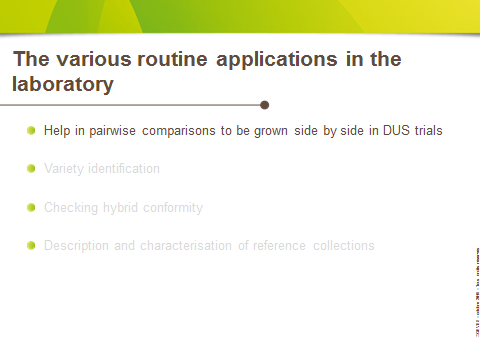 The various routine applications in the
laboratory
Help in pairwise comparisons to be grown side by side in DUS trials
Variety identification
Checking hybrid conformity
Description and characterisation of reference collections